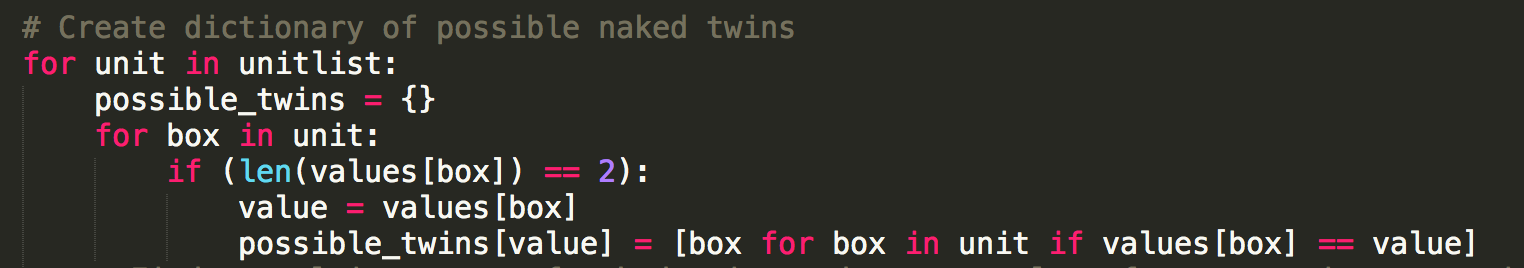 # Create dictionary of possible naked twins
for unit in unitlist:
    possible_twins = {}
    for box in unit:
        if (len(values[box]) == 2):
            value = values[box]
            possible_twins[value] = [box for box in unit if values[box] == value]